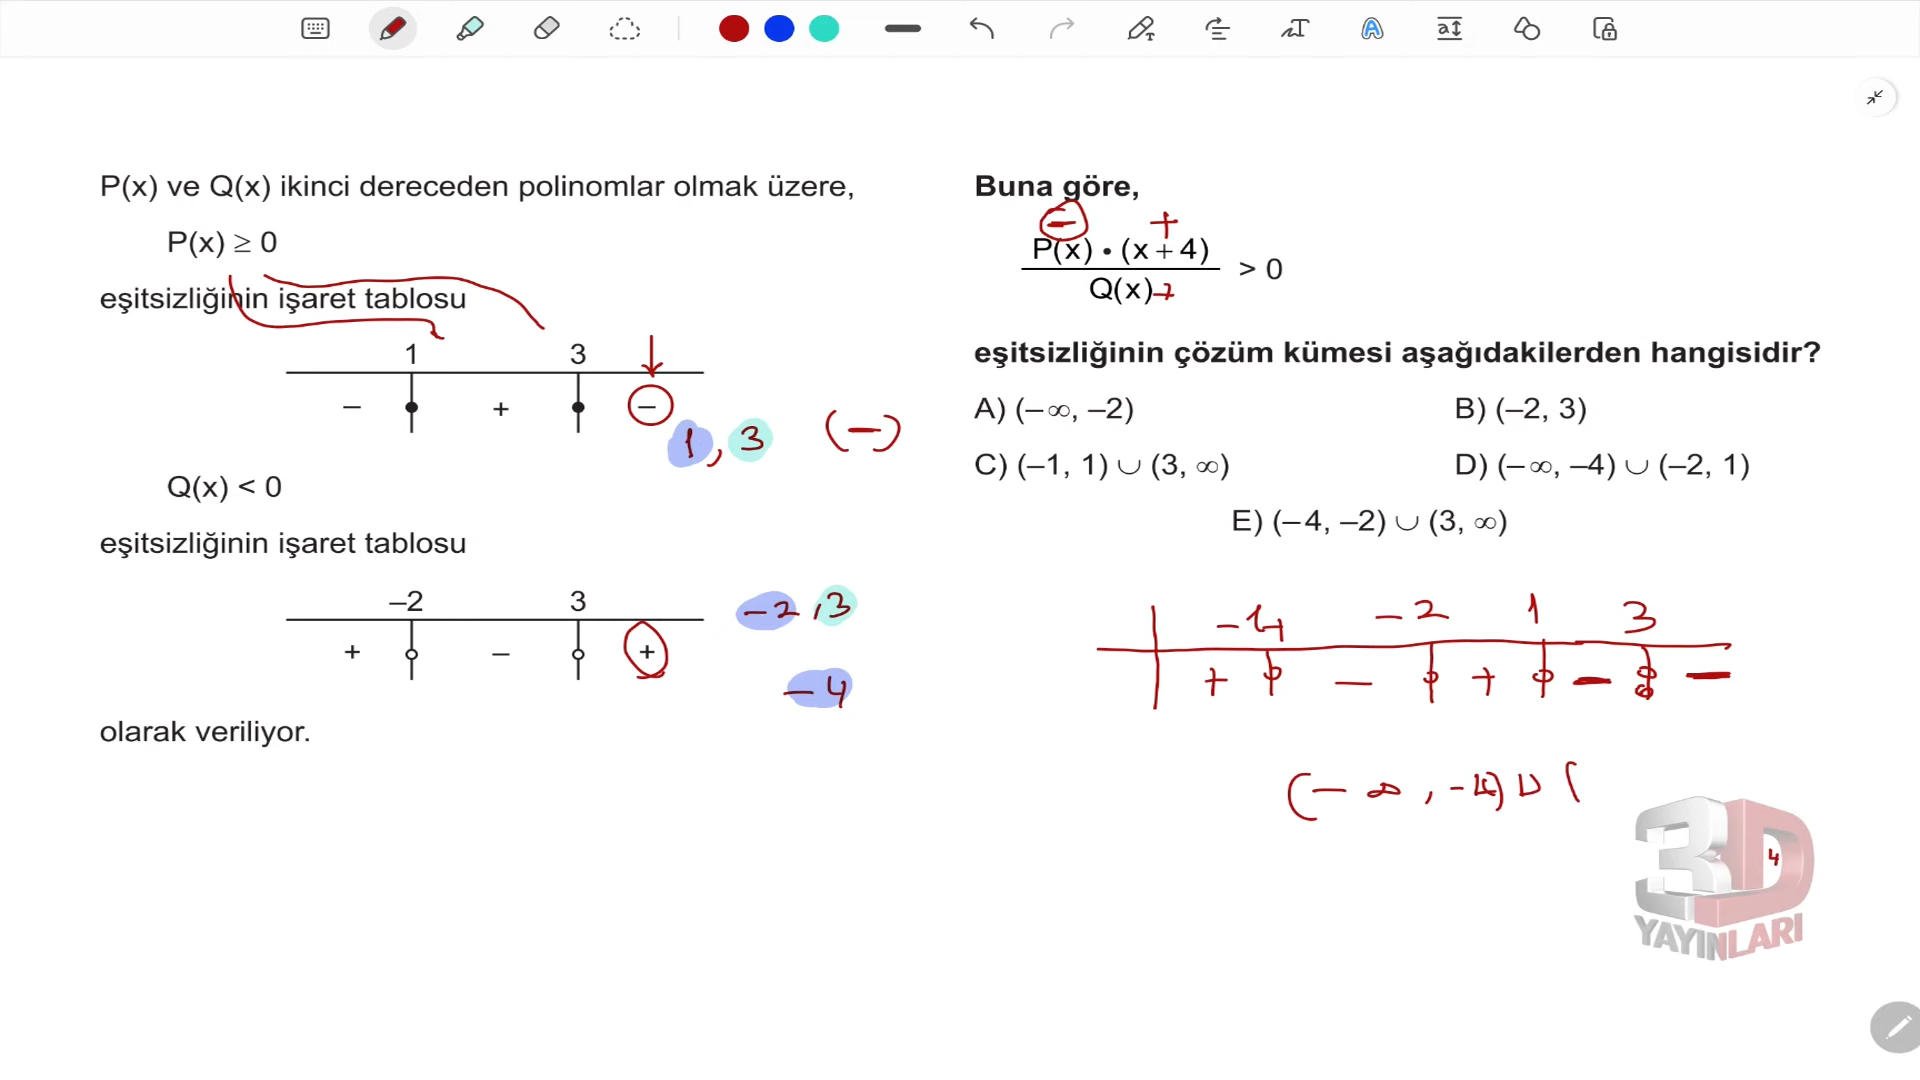 P(x) ve Q(x) ikinci dereceden polinomlar olmak üzere,
P(x) ≥ 0
eşitsizliğinin işaret tablosu
1 3
– + –
1, 3 (–)
Q(x) < 0
eşitsizliğinin işaret tablosu
–2 3
+ – +
–2, 3
–4
olarak veriliyor.
Buna göre,
– +
P(x) • (x + 4)
Q(x) > 0
+
eşitsizliğinin çözüm kümesi aşağıdakilerden hangisidir?
A) (–∞, –2)
B) (–2, 3)
C) (–1, 1) ∪ (3, ∞)
D) (–∞, –4) ∪ (–2, 1)
E) (–4, –2) ∪ (3, ∞)
–4 –2 1 3
+ – + – –
(–∞, –4) ∪ (
3D
4
YAYINLARI